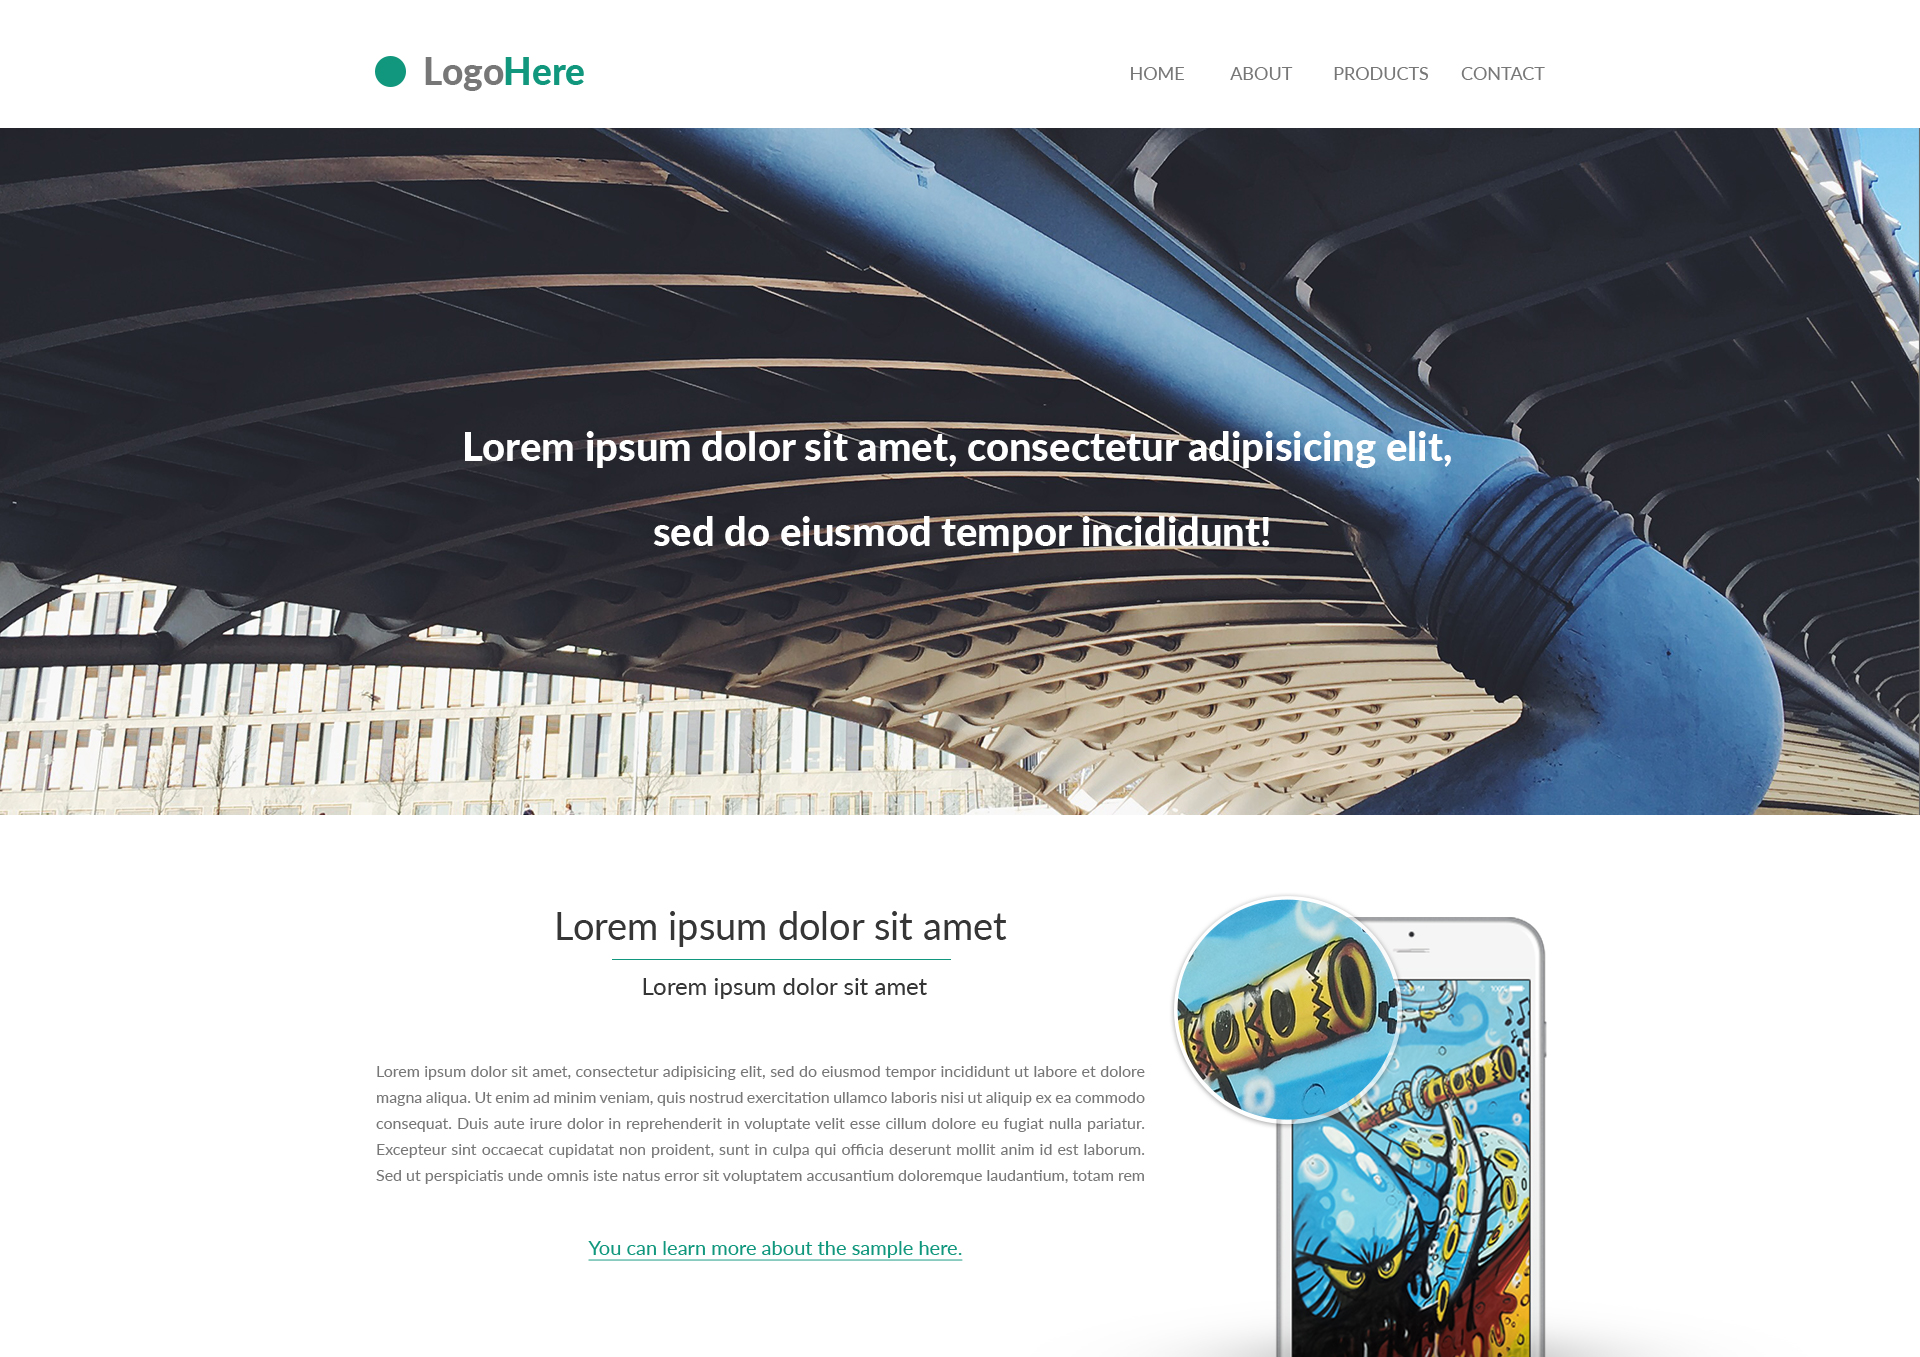 LogoHere
HOME ABOUT PRODUCTS CONTACT
Lorem ipsum dolor sit amet, consectetur adipisicing elit,
sed do eiusmod tempor incididunt!
Lorem ipsum dolor sit amet
Lorem ipsum dolor sit amet
Lorem ipsum dolor sit amet, consectetur adipisicing elit, sed do eiusmod tempor incididunt ut labore et dolore
magna aliqua. Ut enim ad minim veniam, quis nostrud exercitation ullamco laboris nisi ut aliquip ex ea commodo
consequat. Duis aute irure dolor in reprehenderit in voluptate velit esse cillum dolore eu fugiat nulla pariatur.
Excepteur sint occaecat cupidatat non proident, sunt in culpa qui officia deserunt mollit anim id est laborum.
Sed ut perspiciatis unde omnis iste natus error sit voluptatem accusantium doloremque laudantium, totam rem
You can learn more about the sample here.
100%